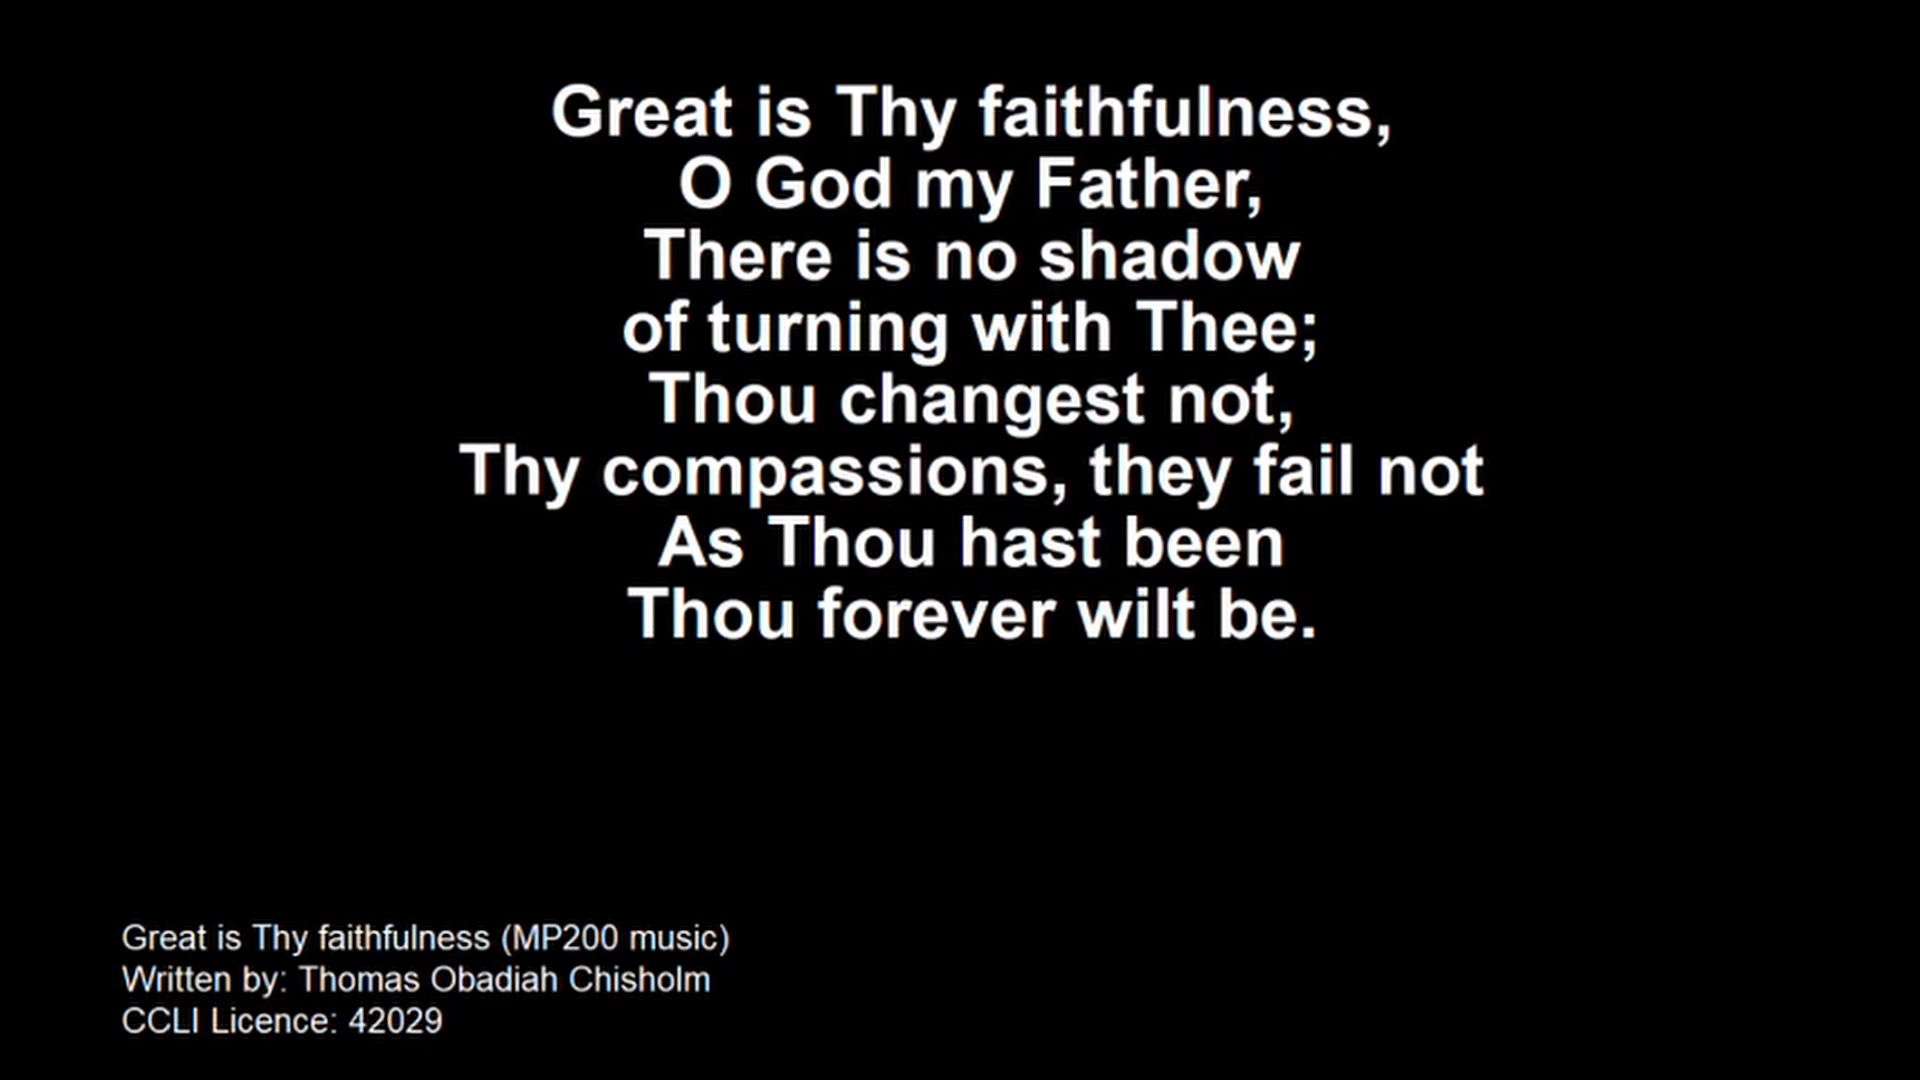 Great is Thy faithfulness,
O God my Father,
There is no shadow
of turning with Thee;
Thou changest not,
Thy compassions, they fail not
As Thou hast been
Thou forever wilt be.
Great is Thy faithfulness (MP200 music)
Written by: Thomas Obadiah Chisholm
CCLI Licence: 42029